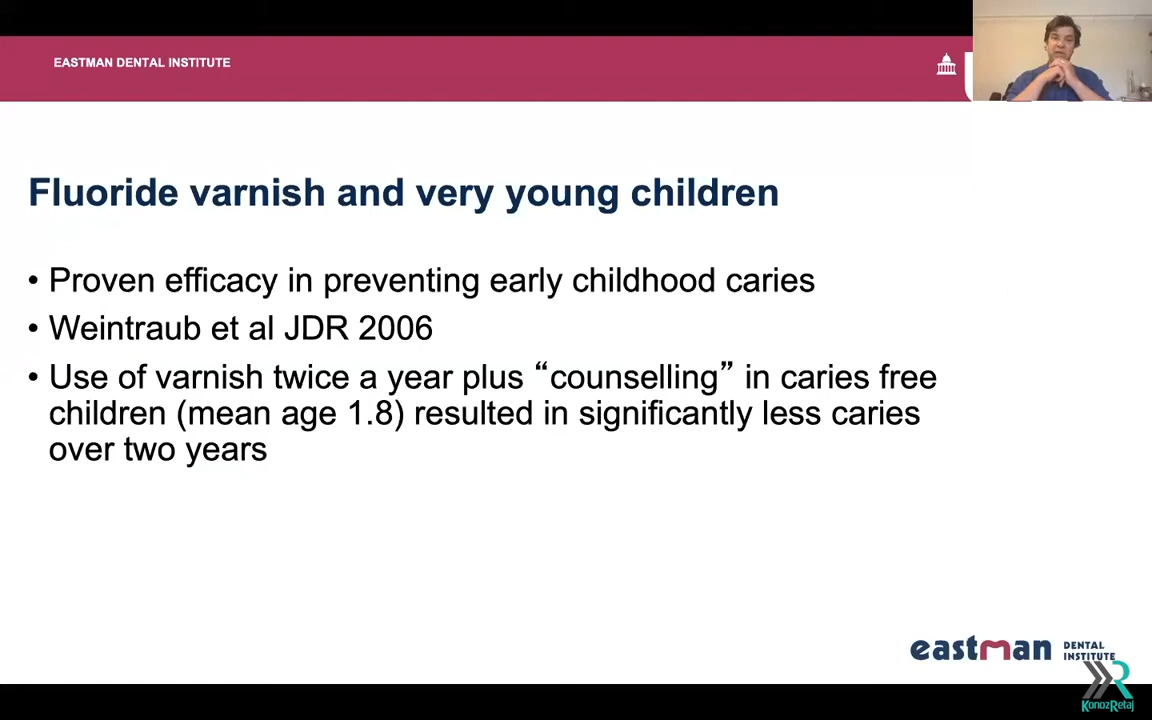 EASTMAN DENTAL INSTITUTE
Fluoride varnish and very young children
• Proven efficacy in preventing early childhood caries
• Weintraub et al JDR 2006
• Use of varnish twice a year plus “counselling” in caries free
children (mean age 1.8) resulted in significantly less caries
over two years
eastman DENTAL
INSTITUTE
KonozRetaj